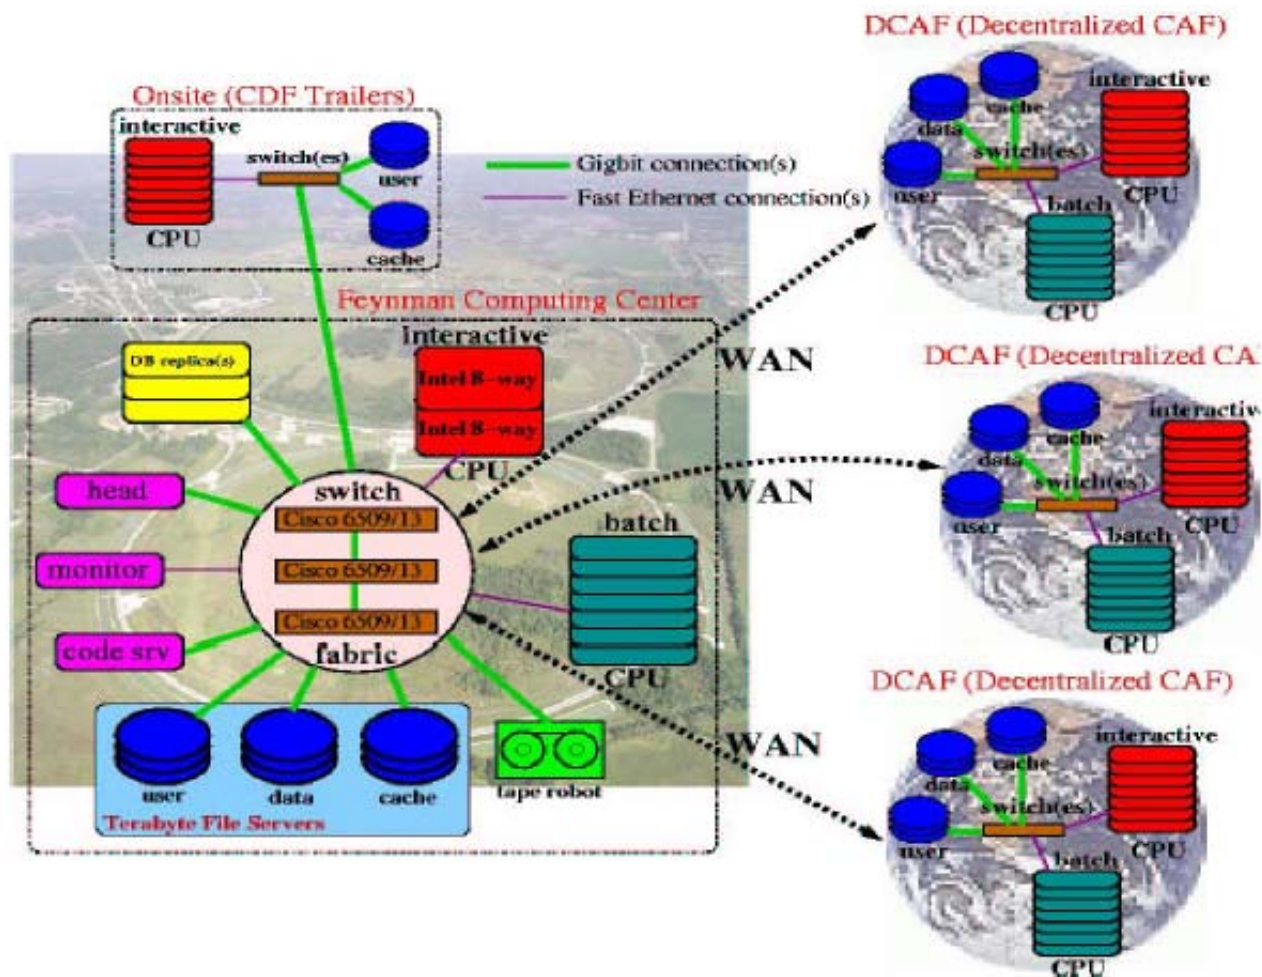 DCAF (Decentralized CAF)
interactive
cache
data
switch(es)
user
CPU
batch
CPU
Onsite (CDF Trailers)
interactive
switch(es)
user
CPU
cache
Gigbit connection(s)
Fast Ethernet connection(s)
Feynman Computing Center
DB replica(s)
interactive
Intel 8-way
Intel 8-way
CPU
head
monitor
code srv
switch
Cisco 6509/13
Cisco 6509/13
Cisco 6509/13
fabric
batch
CPU
user
data
cache
Terabyte File Servers
tape robot
WAN
WAN
WAN
DCAF (Decentralized CA
interactive
cache
data
switch(es)
user
CPU
batch
CPU
DCAF (Decentralized CAF)
interactive
cache
data
switch(es)
user
CPU
batch
CPU